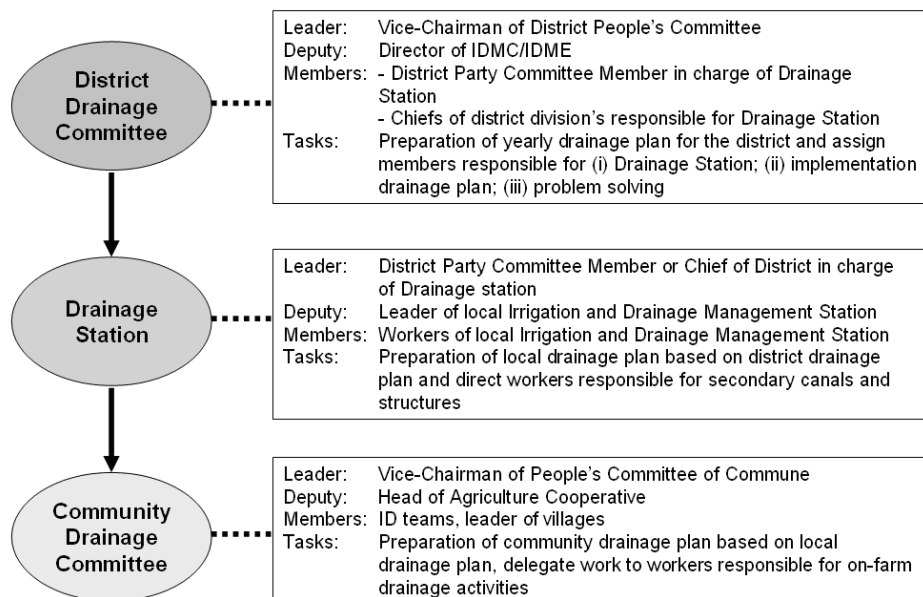 District
Drainage
Committee
Leader: Vice-Chairman of District People's Committee
Deputy: Director of IDMC/IDME
Members: - District Party Committee Member in charge of Drainage
Station
- Chiefs of district division's responsible for Drainage Station
Tasks: Preparation of yearly drainage plan for the district and assign
members responsible for (i) Drainage Station; (ii) implementation
drainage plan; (iii) problem solving
Drainage
Station
Leader: District Party Committee Member or Chief of District in charge
of Drainage station
Deputy: Leader of local Irrigation and Drainage Management Station
Members: Workers of local Irrigation and Drainage Management Station
Tasks: Preparation of local drainage plan based on district drainage
plan and direct workers responsible for secondary canals and
structures
Community
Drainage
Committee
Leader: Vice-Chairman of People's Committee of Commune
Deputy: Head of Agriculture Cooperative
Members: ID teams, leader of villages
Tasks: Preparation of community drainage plan based on local
drainage plan, delegate work to workers responsible for on-farm
drainage activities